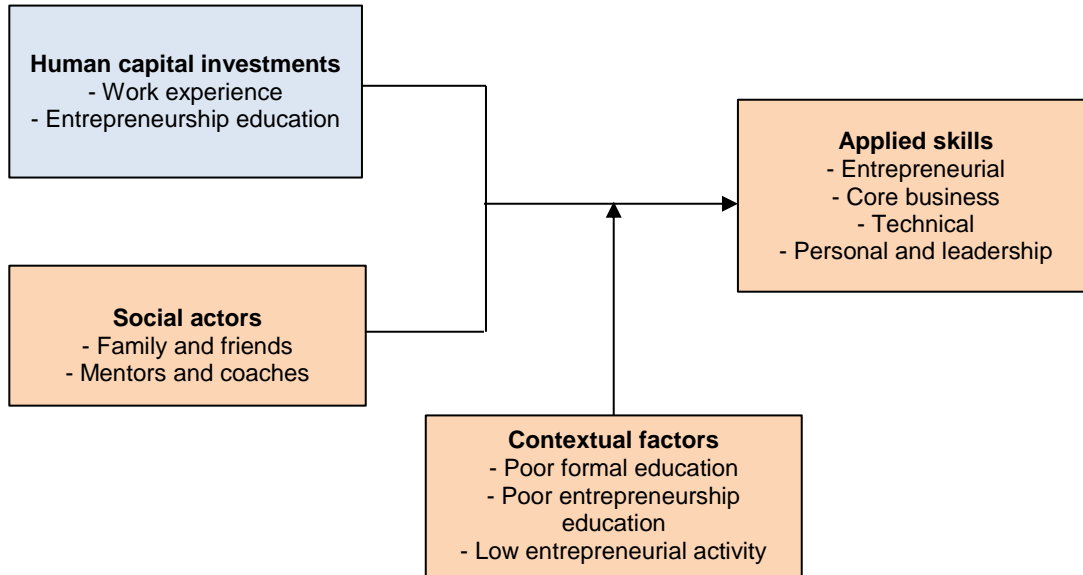 Human capital investments
- Work experience
- Entrepreneurship education
Applied skills
- Entrepreneurial
- Core business
- Technical
- Personal and leadership
Social actors
- Family and friends
- Mentors and coaches
Contextual factors
- Poor formal education
- Poor entrepreneurship
education
- Low entrepreneurial activity